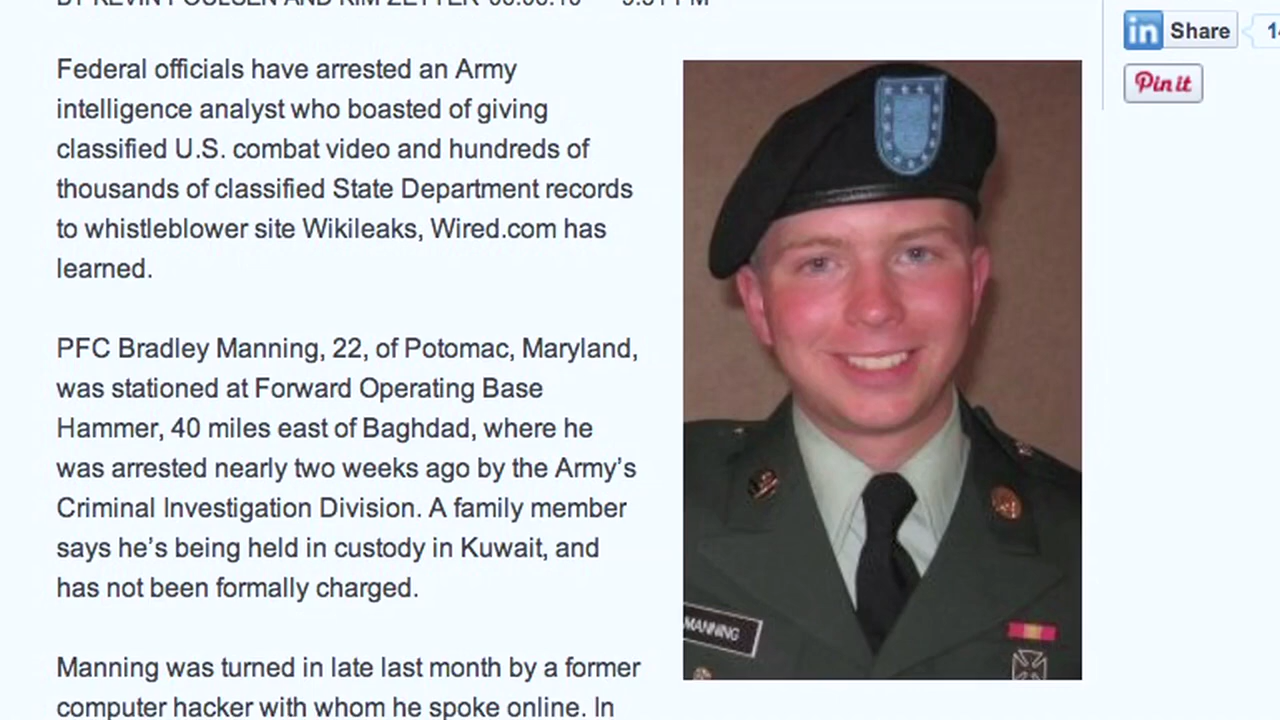 Federal officials have arrested an Army
intelligence analyst who boasted of giving
classified U.S. combat video and hundreds of
thousands of classified State Department records
to whistleblower site Wikileaks, Wired.com has
learned.
PFC Bradley Manning, 22, of Potomac, Maryland,
was stationed at Forward Operating Base
Hammer, 40 miles east of Baghdad, where he
was arrested nearly two weeks ago by the Army’s
Criminal Investigation Division. A family member
says he’s being held in custody in Kuwait, and
has not been formally charged.
Manning was turned in late last month by a former
computer hacker with whom he spoke online. In
MANNING
in Share
Pin it